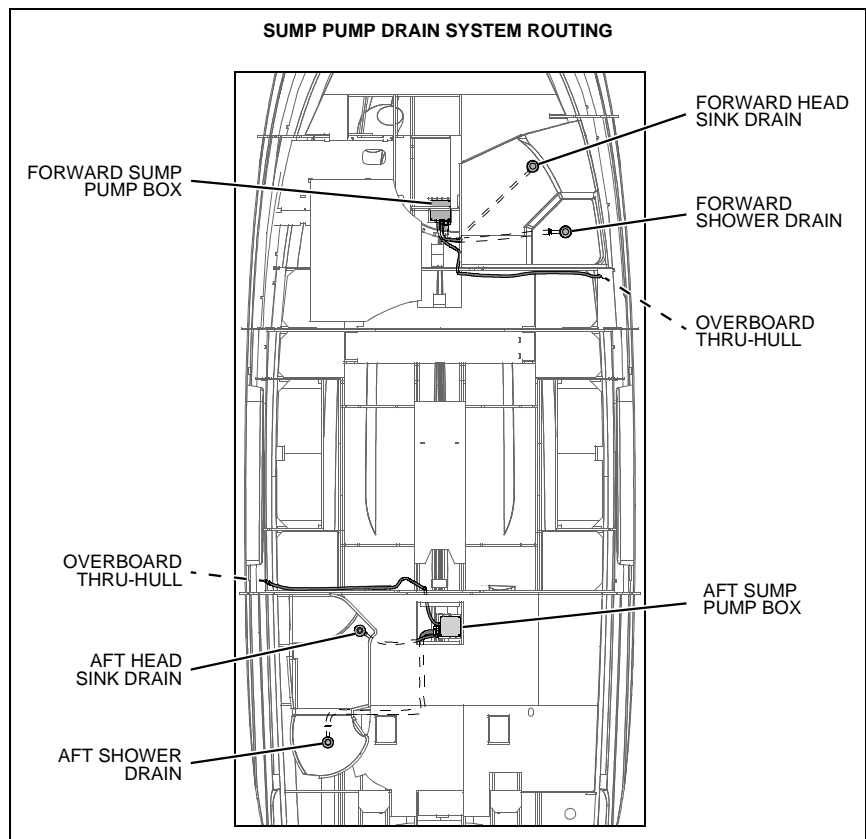 SUMP PUMP DRAIN SYSTEM ROUTING
FORWARD HEAD
SINK DRAIN
FORWARD SUMP
PUMP BOX
FORWARD
SHOWER DRAIN
OVERBOARD
THRU-HULL
OVERBOARD
THRU-HULL
AFT SUMP
PUMP BOX
AFT HEAD
SINK DRAIN
AFT SHOWER
DRAIN